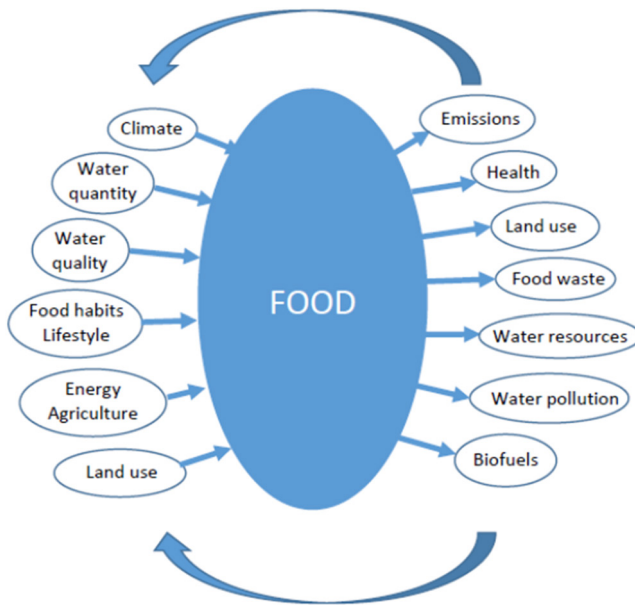 Climate
Water
quantity
Water
quality
Food habits
Lifestyle
Energy
Agriculture
Land use
FOOD
Emissions
Health
Land use
Food waste
Water resources
Water pollution
Biofuels